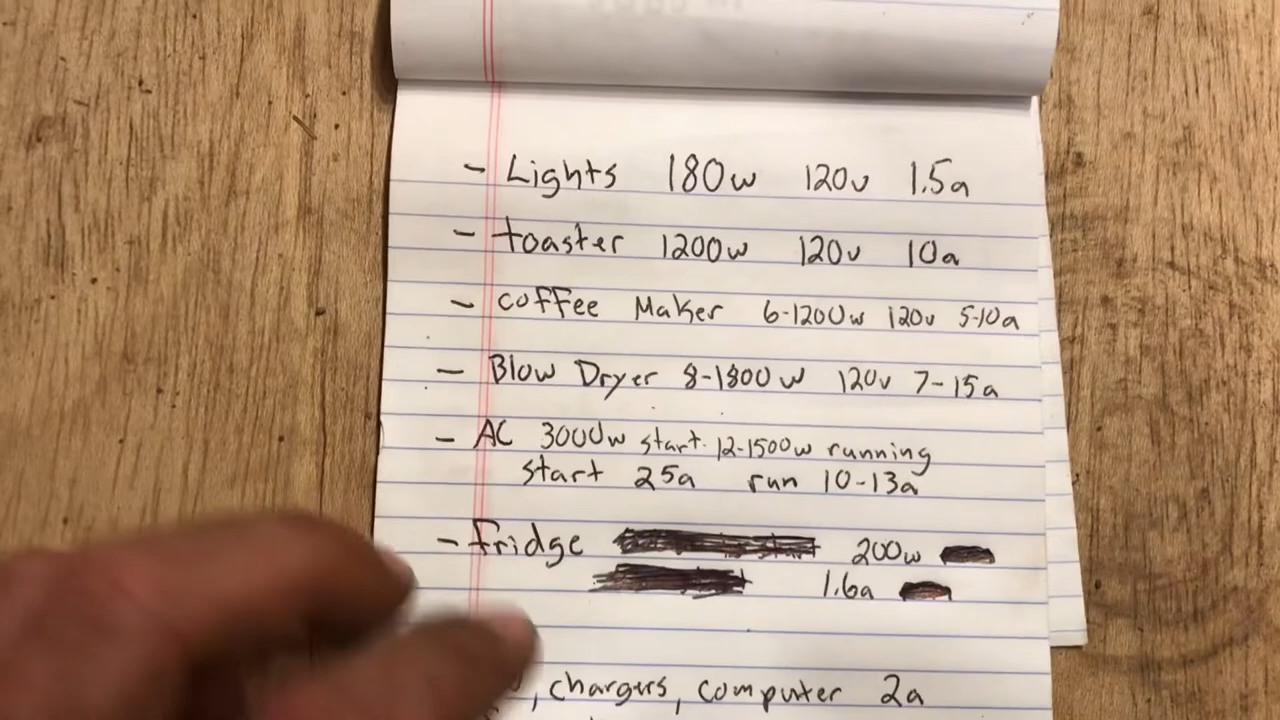 - Lights 180w 120v 1.5a
- toaster 1200w 120v 10a
- coffee Maker 6-1200w 120v 5-10a
- Blow Dryer 8-1800w 120v 7-15a
- AC 3000w start. 12-1500w running
start 25a run 10-13a
- fridge 200w
1.6a
, chargers, computer 2a